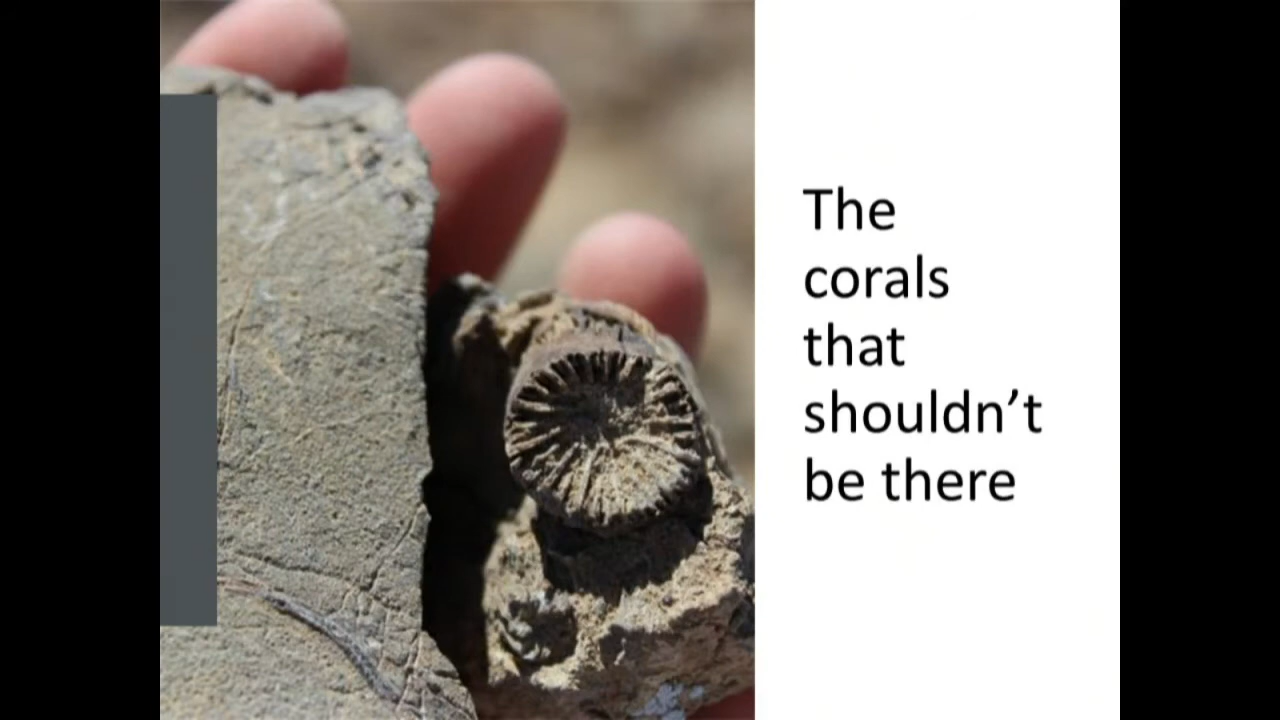 The
corals
that
shouldn’t
be there